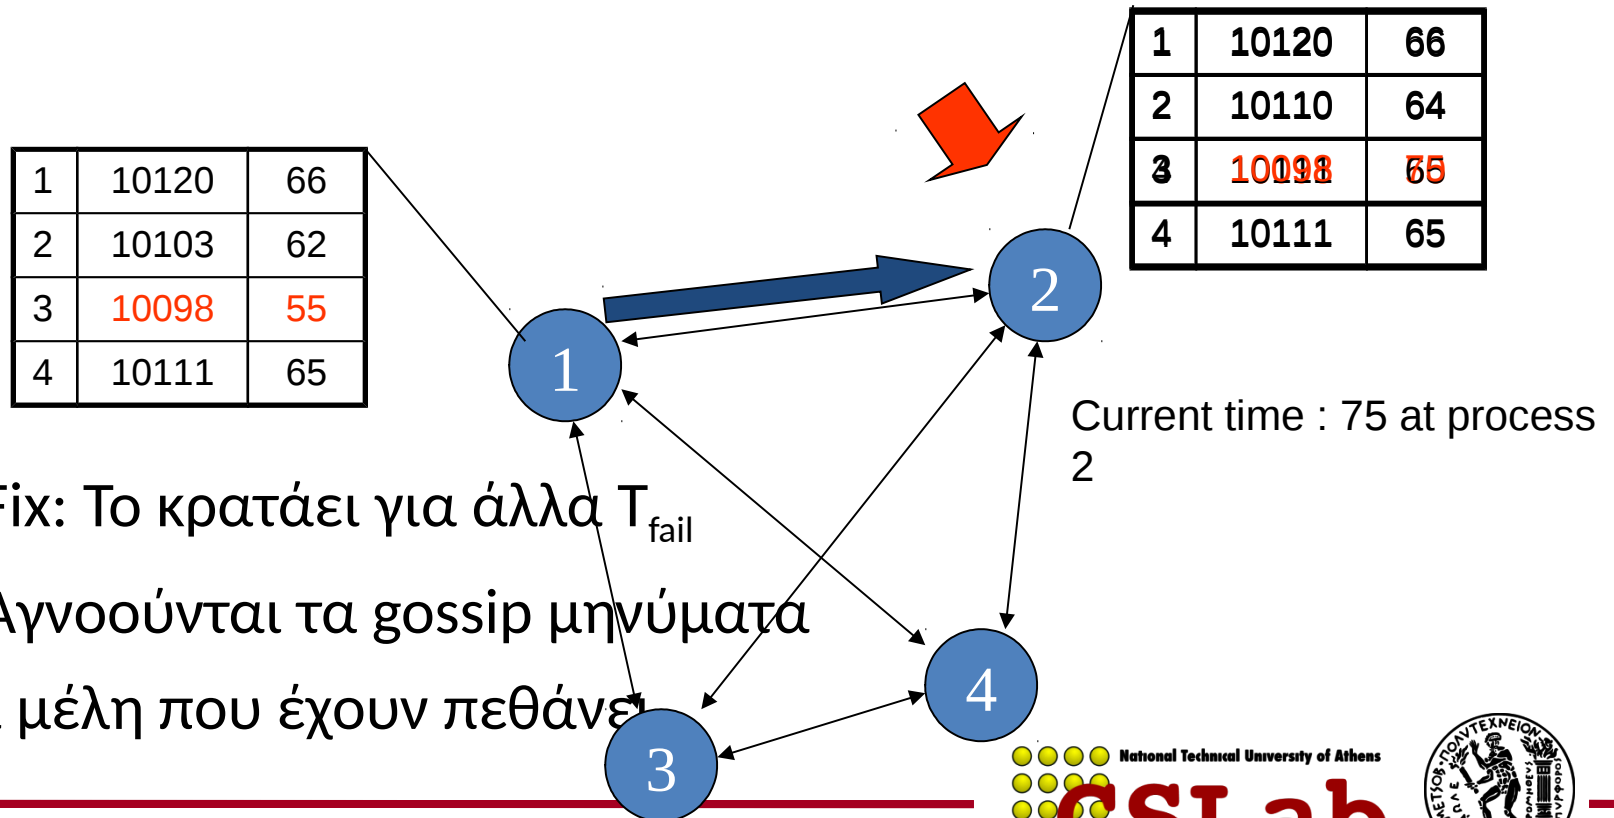 1 10120 66
2 10110 64
10098
4 10111 65
1 10120 66
2 10103 62
3 10098 55
4 10111 65
2
1
Current time : 75 at process
2
Fix: Το κρατάει για άλλα T fail
Αγνοούνται τα gossip μηνύματα
μέλη που έχουν πεθάνει
4
3
National Technical University of Athens
CSLab